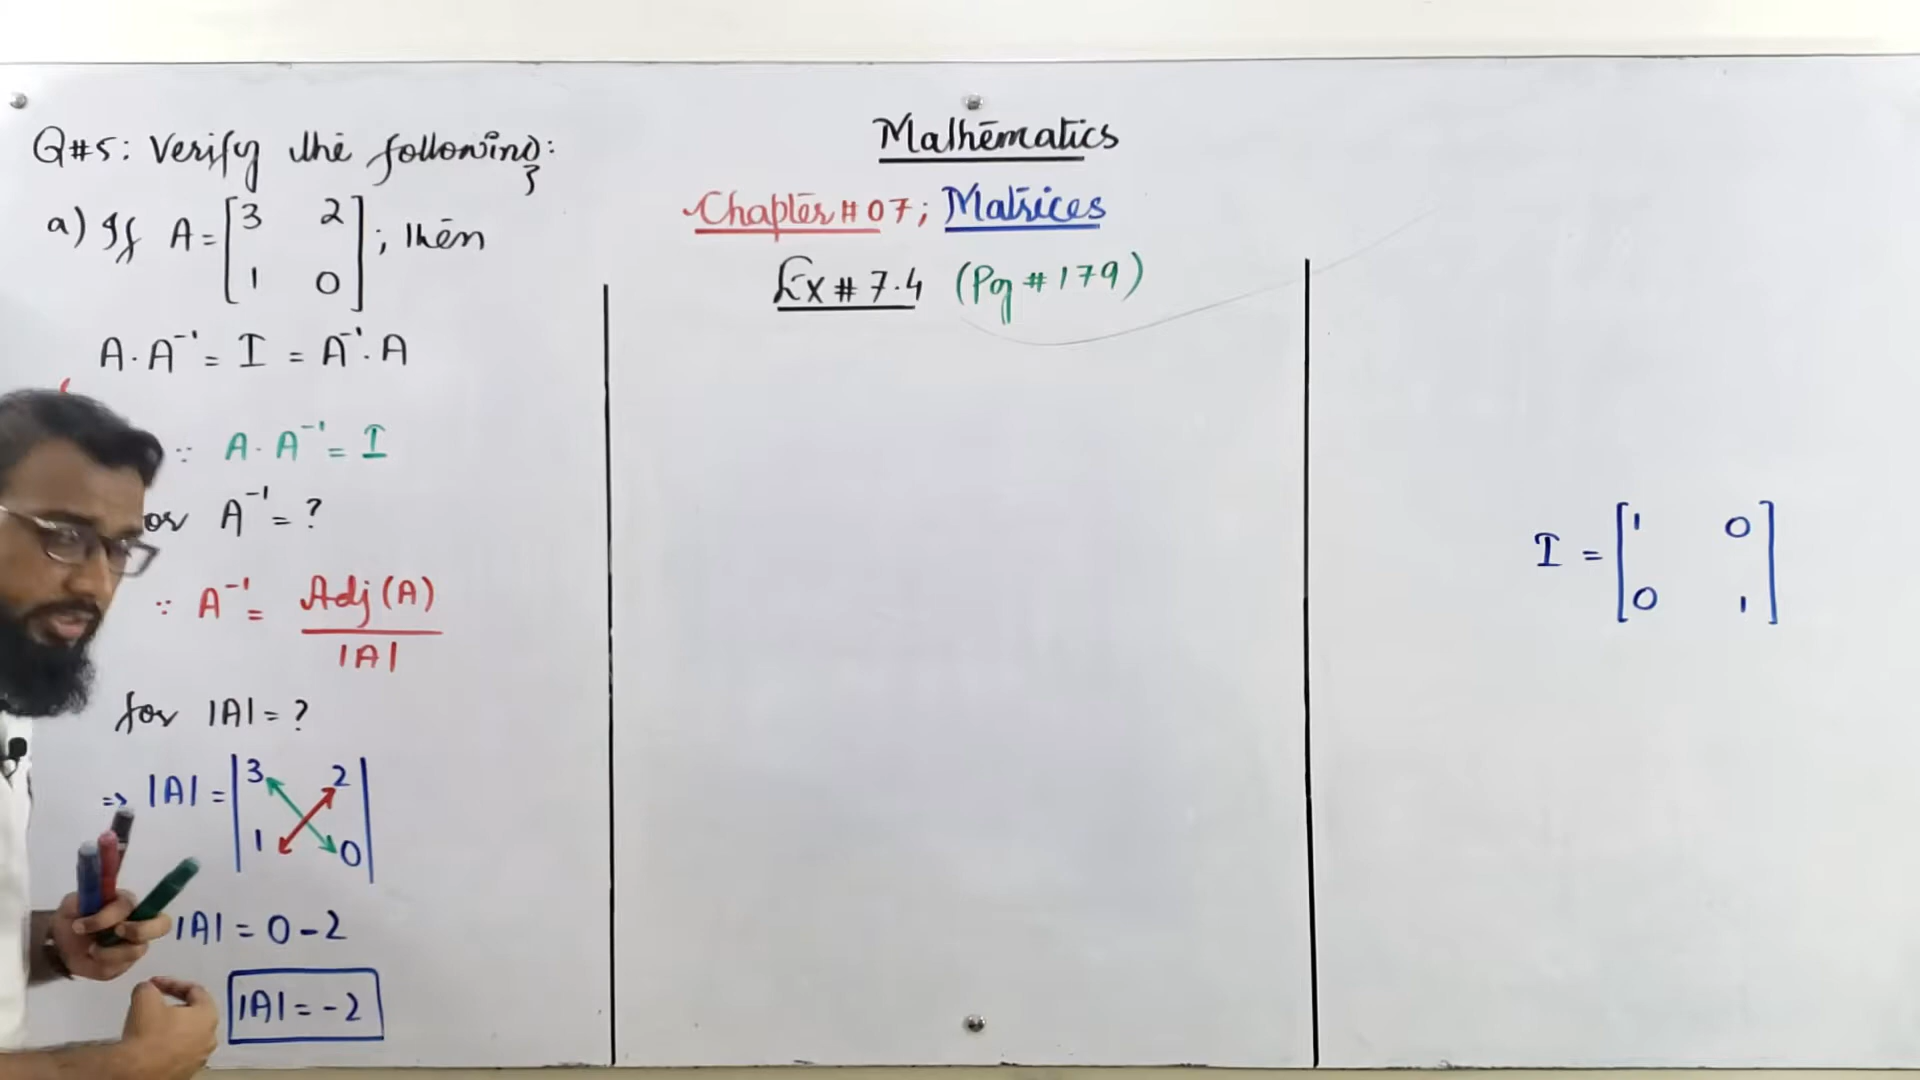 Mathematics
Chapter # 07; Matrices
Ex # 7.4 (Pg # 179)
Q#5: Verify the following:
a) If A = [3 2
1 0]; then
A . A⁻¹ = I = A⁻¹ . A
∵ A . A⁻¹ = I
or A⁻¹ = ?
∵ A⁻¹ = Adj (A)
|A|
for |A| = ?
=> |A| = |3 2
1 0|
|A| = 0 - 2
|A| = -2
I = [1 0
0 1]